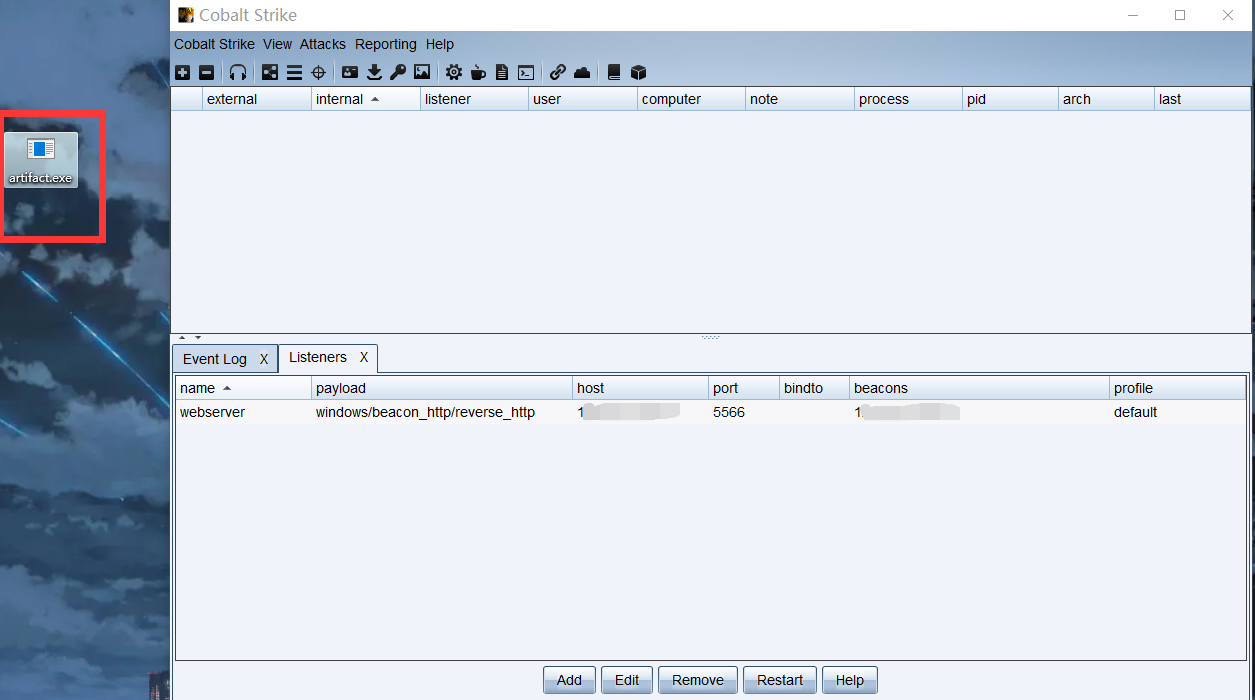 Cobalt Strike
Cobalt Strike View Attacks Reporting Help
external internal listener user computer note process pid arch last
artifact.exe
Event Log X Listeners X
name payload host port bindto beacons profile
webserver windows/beacon_http/reverse_http 1 5566 1 default
Add Edit Remove Restart Help